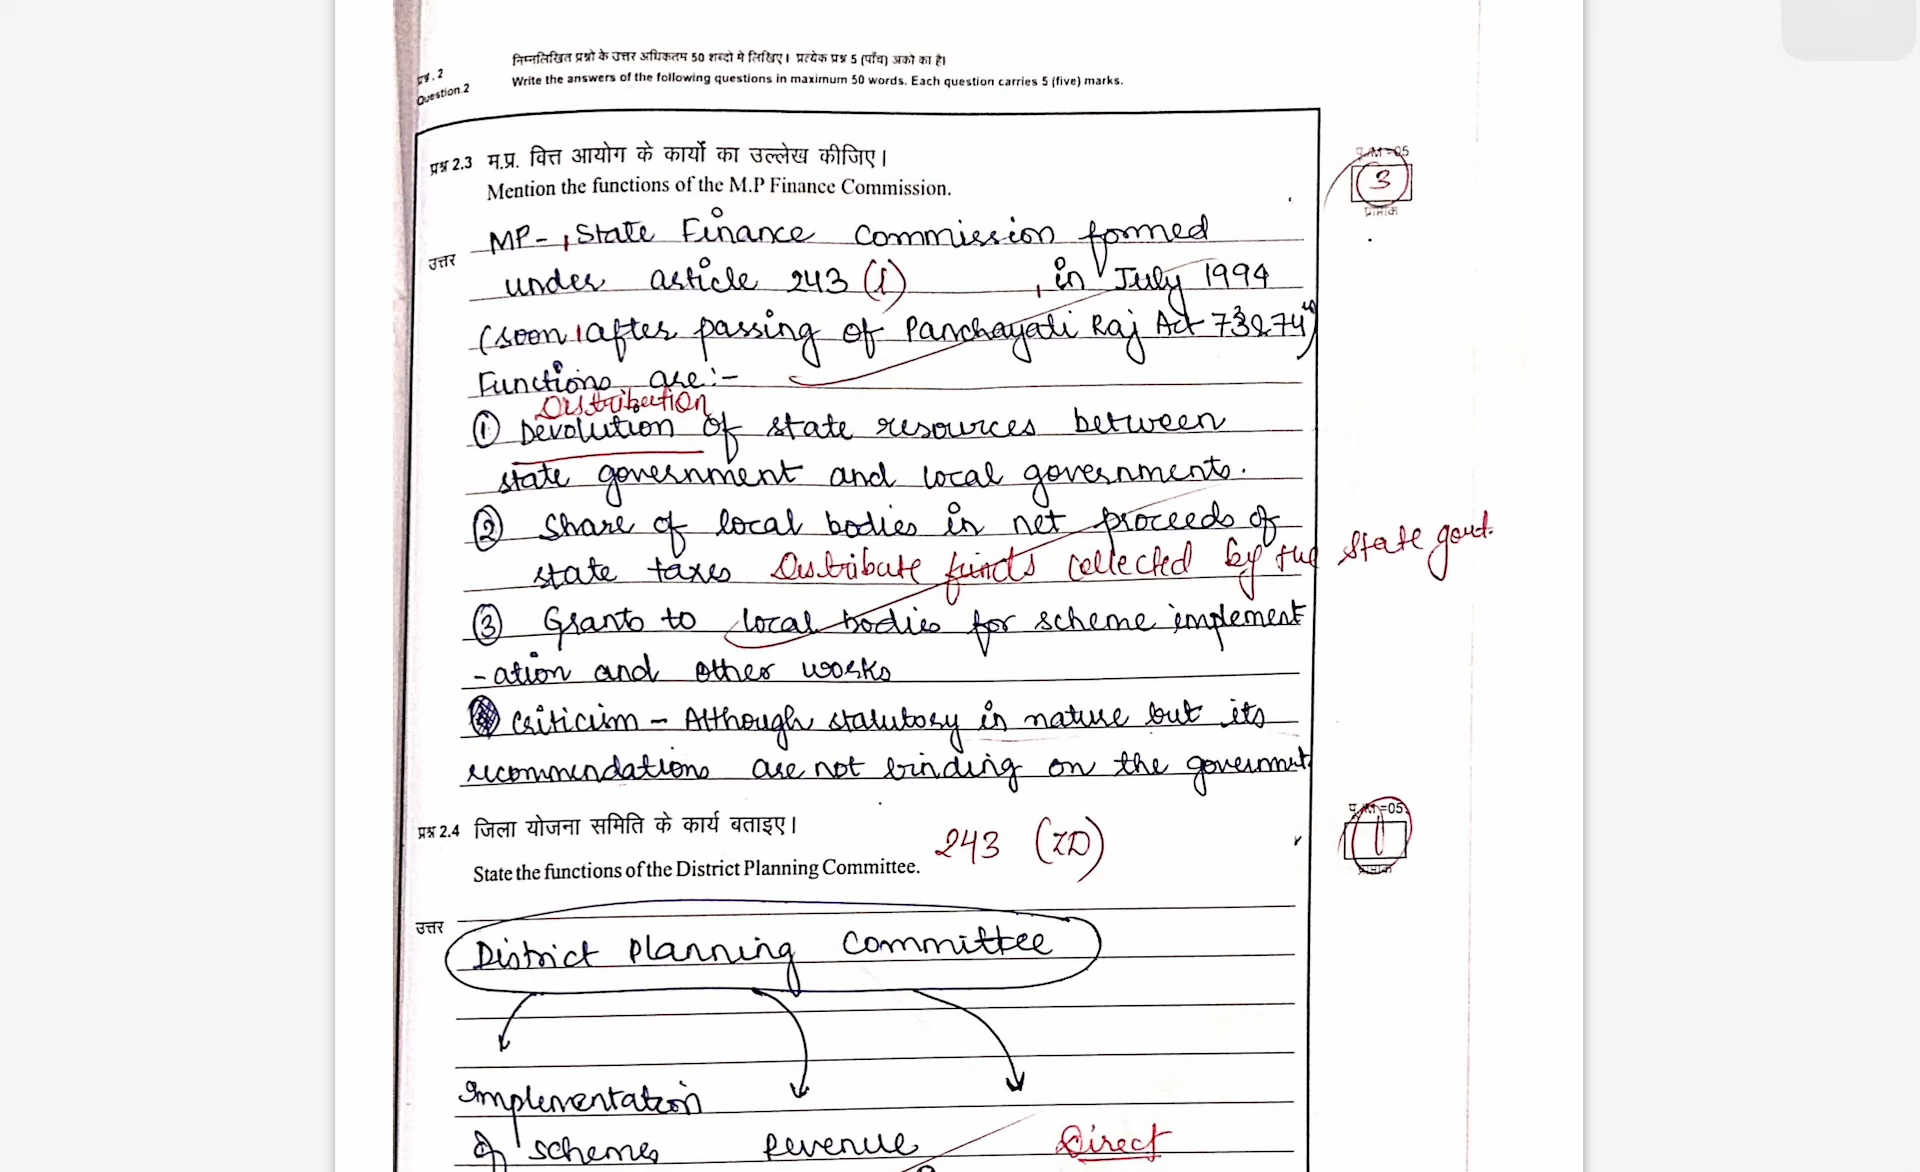 प्रश्न. 2
निम्नलिखित प्रश्नो के उत्तर अधिकतम 50 शब्दो मे लिखिए। प्रत्येक प्रश्न 5 (पाँच) अंको का है।
Question.2
Write the answers of the following questions in maximum 50 words. Each question carries 5 (five) marks.
प्रश्न 2.3 म.प्र. वित्त आयोग के कार्यों का उल्लेख कीजिए।
पू./M =05
Mention the functions of the M.P Finance Commission.
3
प्राप्तांक
उत्तर
MP- , State Finance Commission formed
under article 243 (I) , in July 1994
(soon after passing of Panchayati Raj Act 73&74th)
Functions are:-
Distribution
① Devolution of state resources between
state government and local governments.
② Share of local bodies in net proceeds of
state taxes Distribute funds collected by the State govt.
③ Grants to local bodies for scheme implement
-ation and other works
Criticism - Although statutory in nature but its
recommendations are not binding on the government
प्रश्न 2.4 जिला योजना समिति के कार्य बताइए।
पू./M =05
243 (ZD)
1
State the functions of the District Planning Committee.
प्राप्तांक
उत्तर
District Planning Committee
Implementation
of schemes Revenue Direct